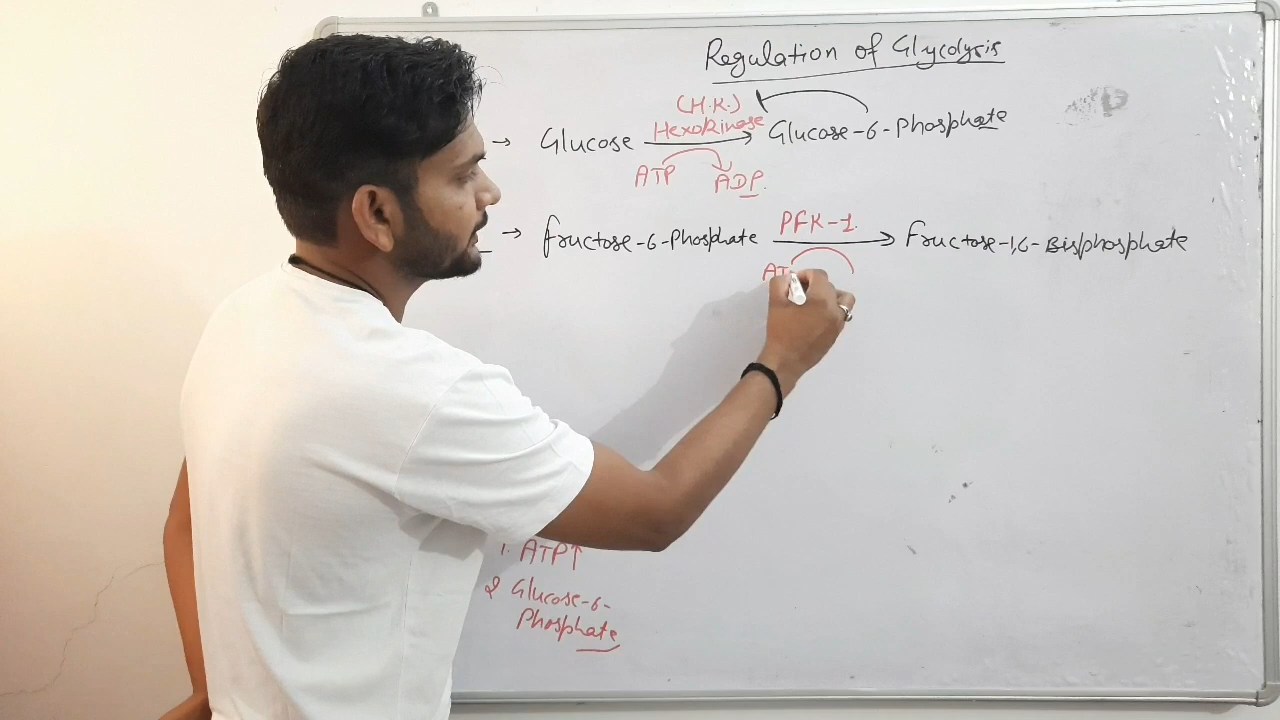 Regulation of Glycolysis
(H.K.)
Hexokinase
→ Glucose → Glucose-6-Phosphate
ATP ADP.
PFK-1.
→ fructose-6-Phosphate → Fructose-1,6-Bisphosphate
AT
1. ATP↑
2 Glucose-6-
Phosphate